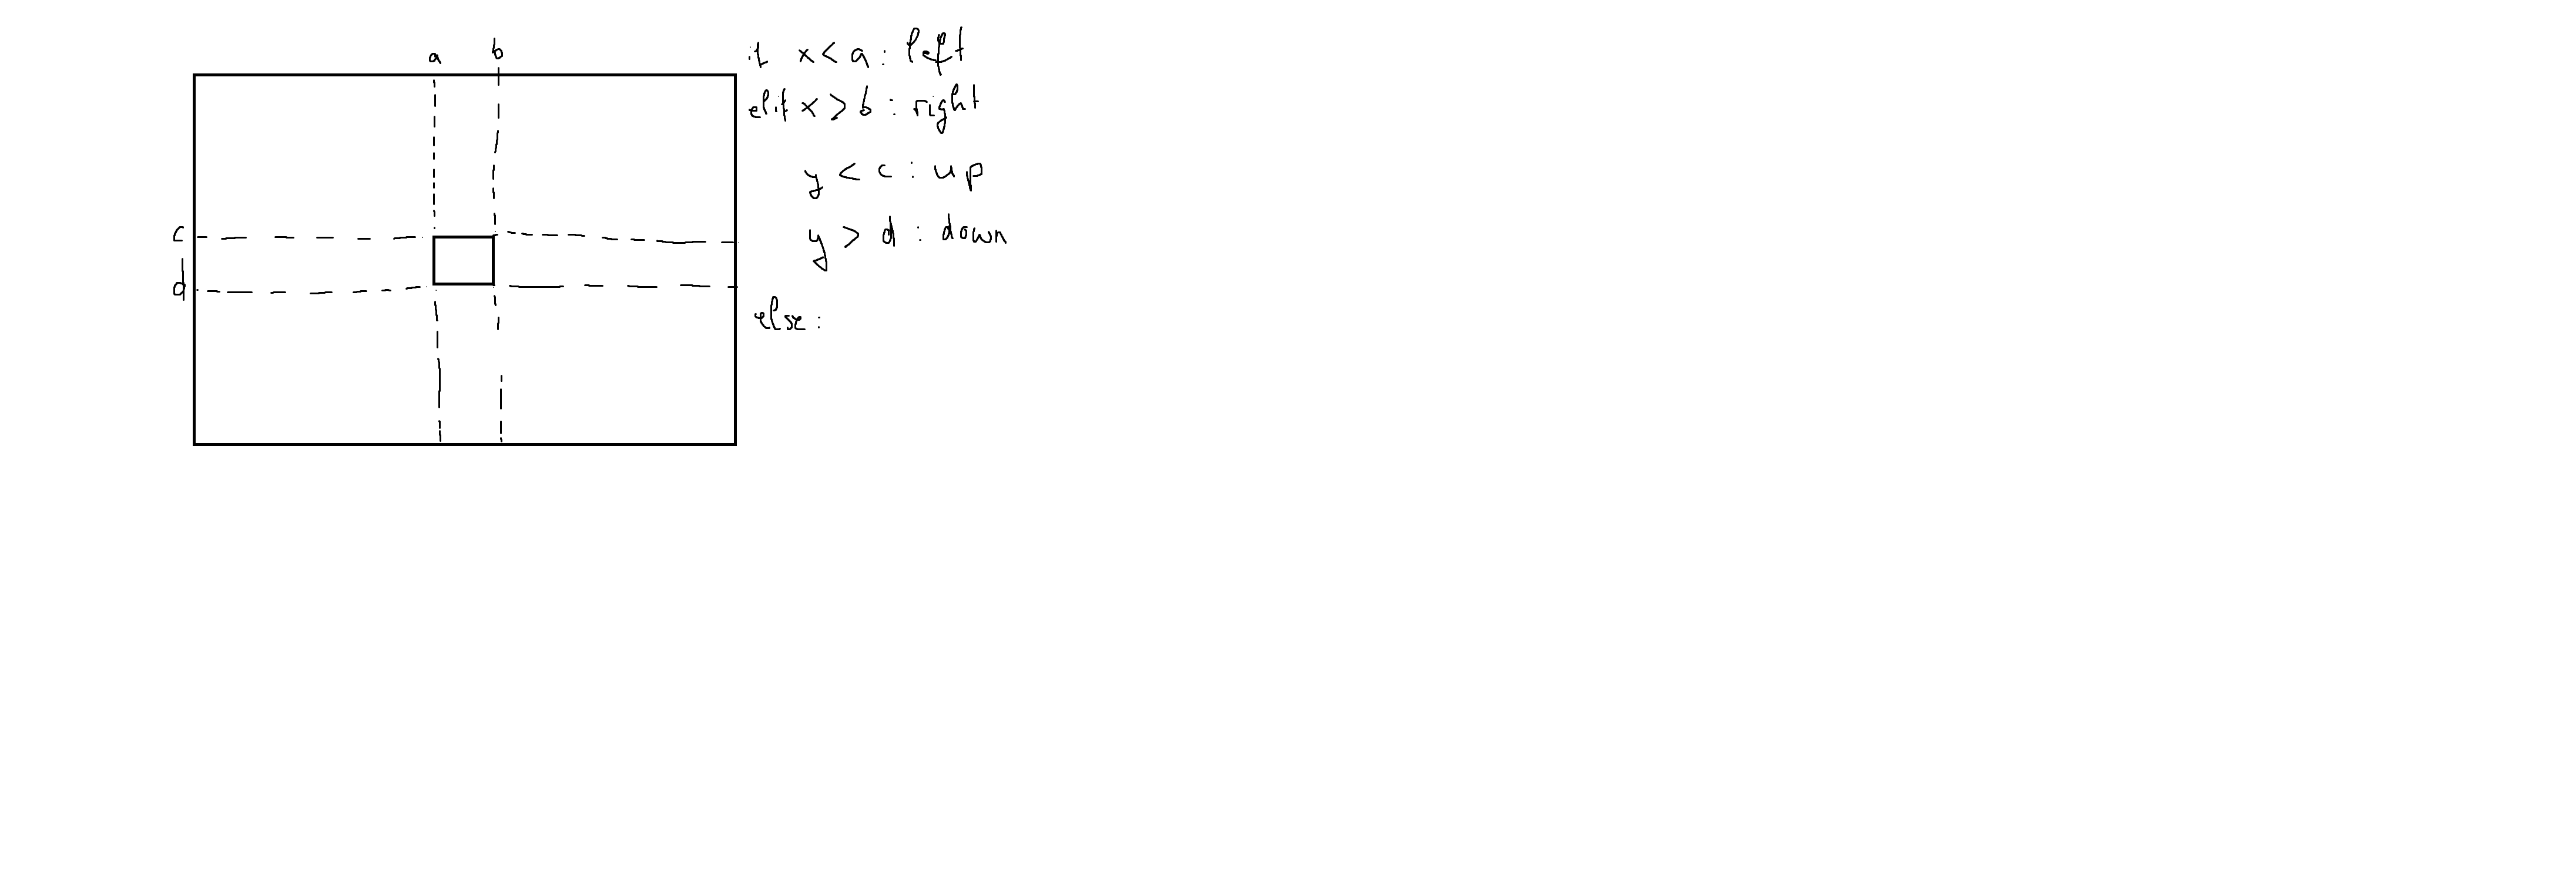 a b
if x < a : left
elif x > b : right
y < c : up
c
y > d : down
d
else :